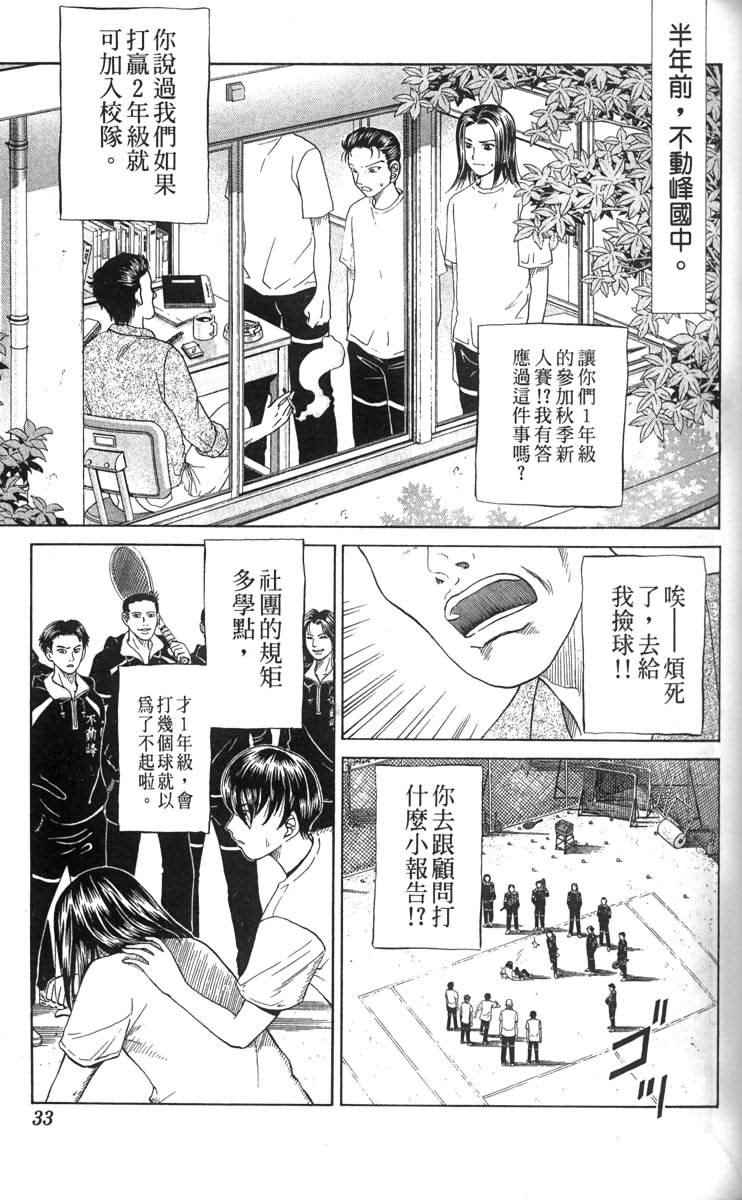 半年前，不動峰國中。
你說過我們如果
打贏2年級就
可加入校隊。
讓你們1年級
的參加秋季新
人賽!?我有答
應過這件事嗎？
唉──煩死
了，去給
我撿球!!
你去跟顧問打
什麼小報告!?
ゴッ
社團的規矩
多學點，
才1年級，會
打幾個球就以
為了不起啦。
不動峰
33